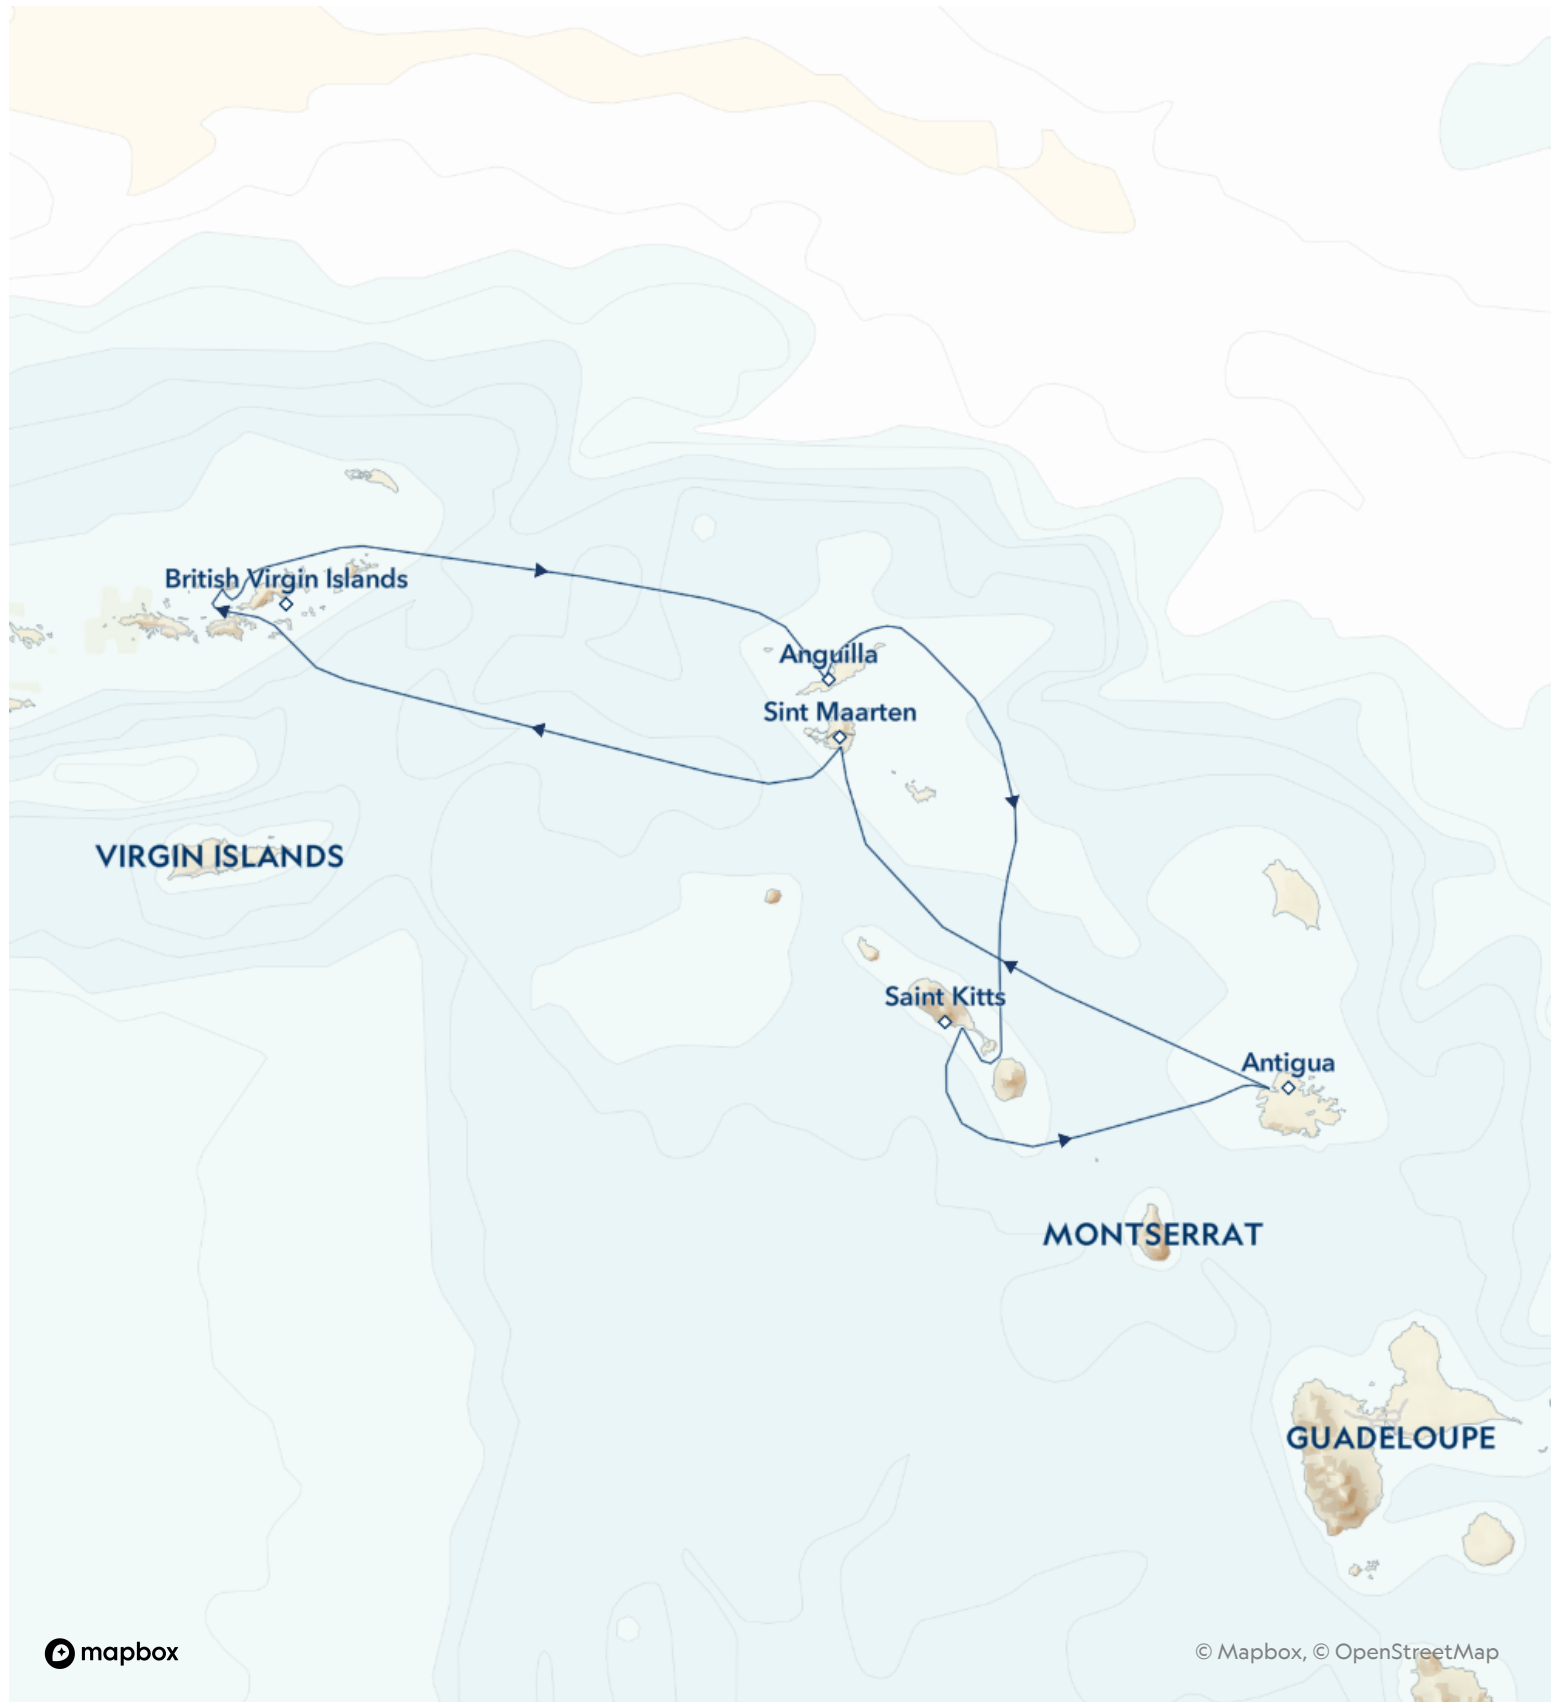 British Virgin Islands
Anguilla
Sint Maarten
VIRGIN ISLANDS
Saint Kitts
Antigua
MONTSERRAT
GUADELOUPE
mapbox
© Mapbox, © OpenStreetMap